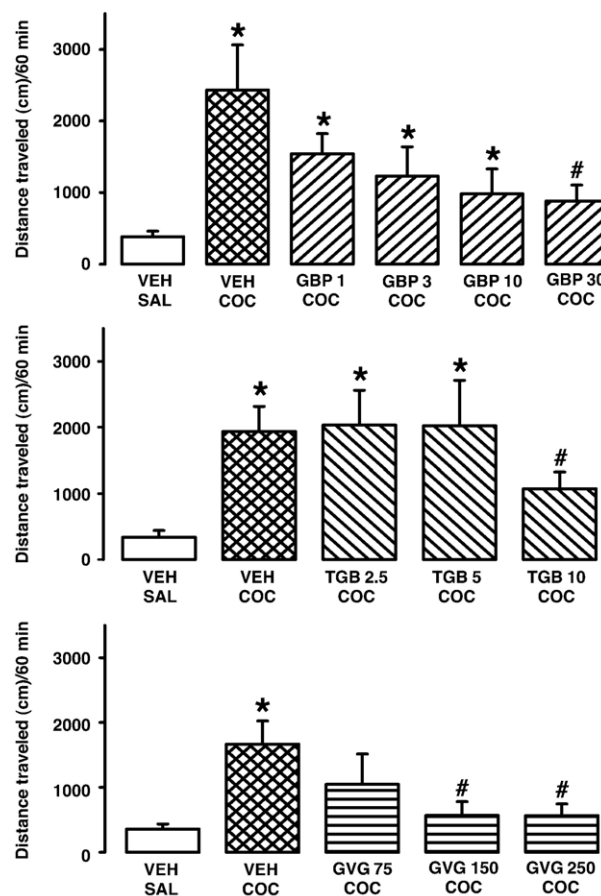 Distance traveled (cm)/60 min
3000
2000
1000
0
*
*
*
*
#
VEH VEH GBP 1 GBP 3 GBP 10 GBP 30
SAL COC COC COC COC COC
Distance traveled (cm)/60 min
3000
2000
1000
0
*
*
*
#
VEH VEH TGB 2.5 TGB 5 TGB 10
SAL COC COC COC COC
Distance traveled (cm)/60 min
3000
2000
1000
0
*
#
#
VEH VEH GVG 75 GVG 150 GVG 250
SAL COC COC COC COC